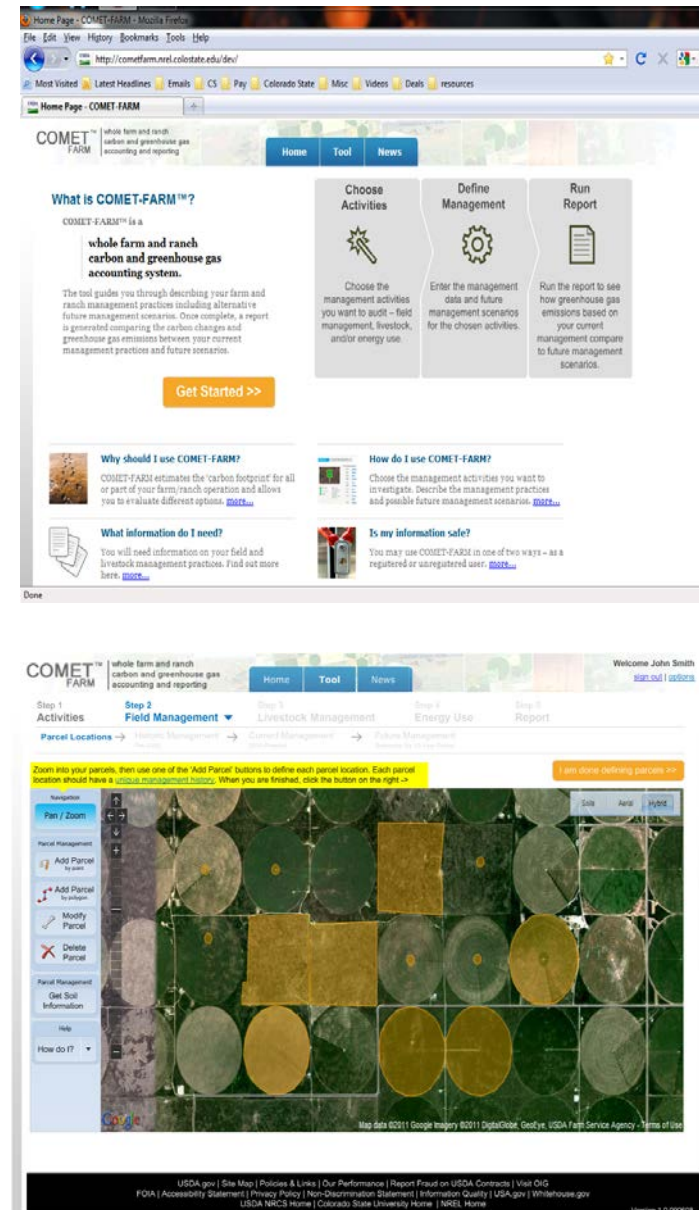 Home Page - COMET-FARM - Mozilla Firefox
File Edit View History Bookmarks Tools Help
http://cometfarm.nrel.colostate.edu/dev/
Most Visited Latest Headlines Emails CS Pay Colorado State Misc Videos Deals resources
Home Page - COMET-FARM
COMET™ FARM
whole farm and ranch
carbon and greenhouse gas
accounting and reporting
Home Tool News
What is COMET-FARM™?
COMET-FARM™ is a
whole farm and ranch
carbon and greenhouse gas
accounting system.
The tool guides you through describing your farm and
ranch management practices including alternative
future management scenarios. Once complete, a report
is generated comparing the carbon changes and
greenhouse gas emissions between your current
management practices and future scenarios.
Get Started >>
Choose
Activities
Choose the
management activities
you want to audit – field
management, livestock,
and/or energy use.
Define
Management
Enter the management
data and future
management scenarios
for the chosen activities.
Run
Report
Run the report to see
how greenhouse gas
emissions based on
your current
management compare
to future management
scenarios.
Why should I use COMET-FARM?
COMET-FARM estimates the 'carbon footprint' for all
or part of your farm/ranch operation and allows
you to evaluate different options. more...
How do I use COMET-FARM?
Choose the management activities you want to
investigate. Describe the management practices
and possible future management scenarios. more...
What information do I need?
You will need information on your field and
livestock management practices. Find out more
here. more...
Is my information safe?
You may use COMET-FARM in one of two
ways – as a
registered or unregistered user. more...
Done
COMET™ FARM
whole farm and ranch
carbon and greenhouse gas
accounting and reporting
Home Tool News
Welcome John Smith
sign out | options
Step 1
Activities
Step 2
Field Management
Step 3
Livestock Management
Step 4
Energy Use
Step 5
Report
Parcel Locations → Historic Management → Current Management → Future Management
Zoom into your parcels, then use one of the 'Add Parcel' buttons to define each parcel location. Each parcel
location should have a unique management history. When you are finished, click the button on the right ->
I am done defining parcels >>
Navigation
Pan / Zoom
Parcel Management
Add Parcel
by point
Add Parcel
by polygon
Modify
Parcel
Delete
Parcel
Parcel Management
Get Soil
Information
Help
How do I?
Soils Aerial Hybrid
Google
Map data ©2011 Google Imagery ©2011 DigitalGlobe, GeoEye, USDA Farm Service Agency - Terms of Use
USDA.gov | Site Map | Policies & Links | Our Performance | Report Fraud on USDA Contracts | Visit OIG
FOIA | Accessibility Statement | Privacy Policy | Non-Discrimination Statement | Information Quality | USA.gov | Whitehouse.gov
USDA NRCS Home | Colorado State University Home | NREL Home